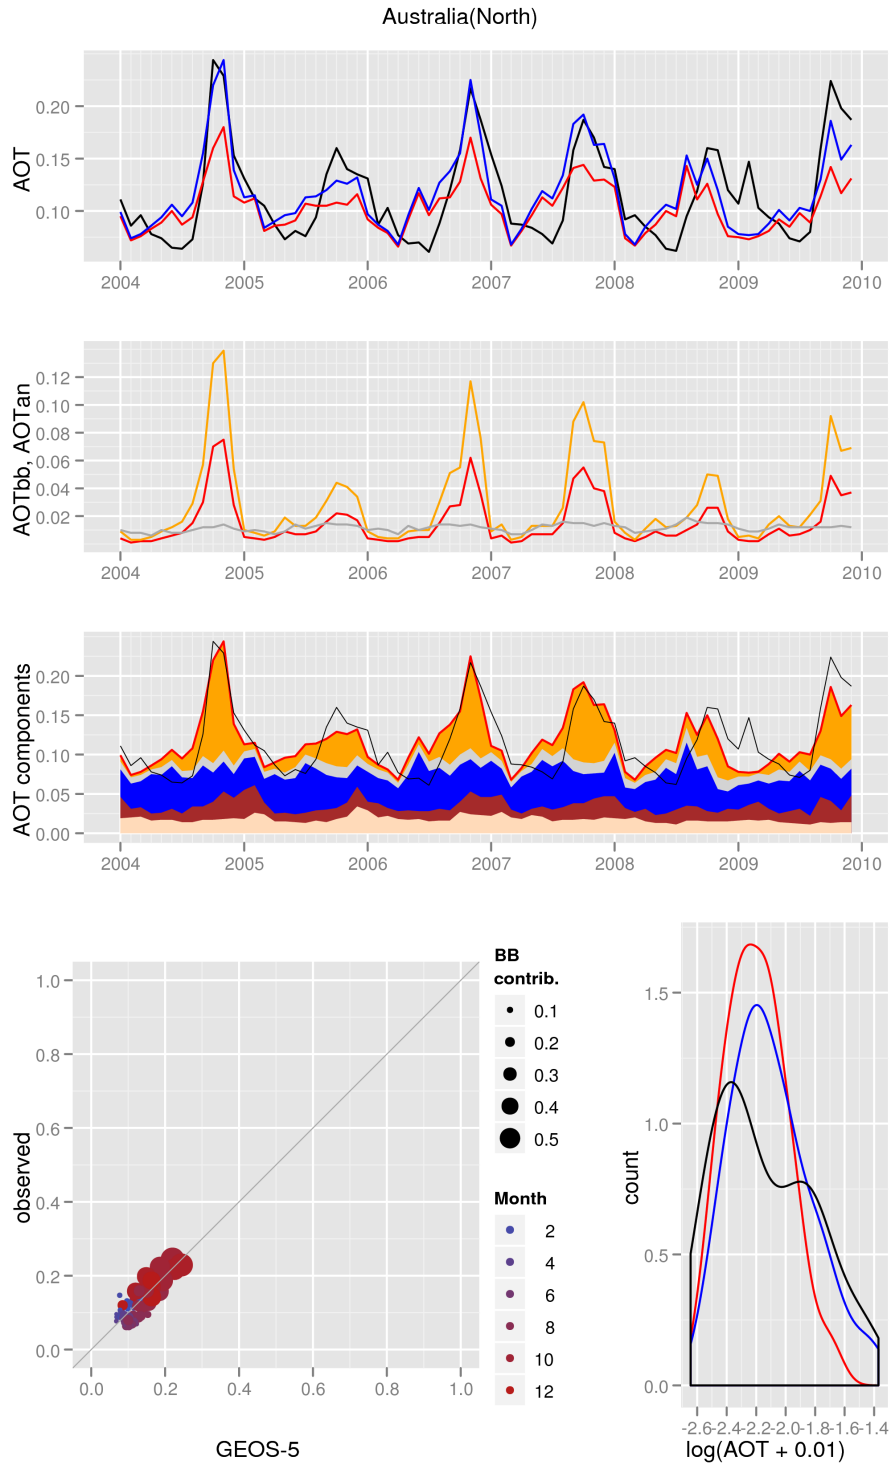 Australia(North)
AOT
0.20
0.15
0.10
2004 2005 2006 2007 2008 2009 2010
AOTbb, AOTan
0.12
0.10
0.08
0.06
0.04
0.02
2004 2005 2006 2007 2008 2009 2010
AOT components
0.20
0.15
0.10
0.05
0.00
2004 2005 2006 2007 2008 2009 2010
observed
1.0
0.8
0.6
0.4
0.2
0.0
0.0 0.2 0.4 0.6 0.8 1.0
GEOS-5
BB
contrib.
0.1
0.2
0.3
0.4
0.5
Month
2
4
6
8
10
12
count
1.5
1.0
0.5
0.0
-2.6 -2.4 -2.2 -2.0 -1.8 -1.6 -1.4
log(AOT + 0.01)